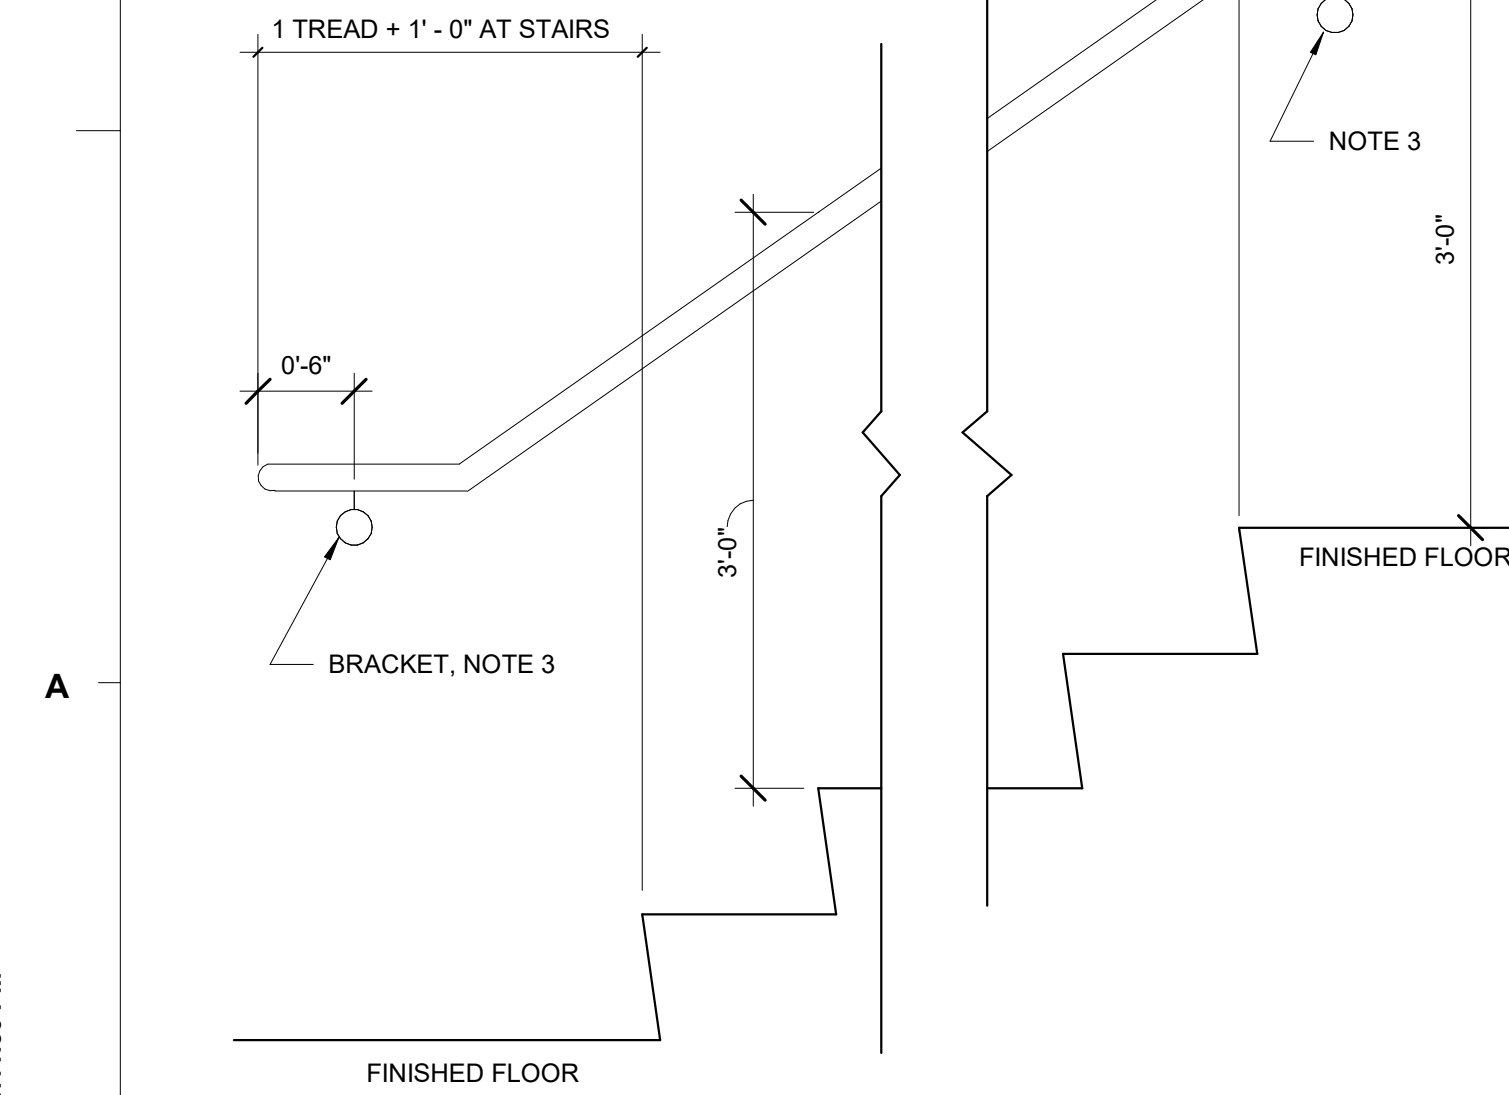 1 TREAD + 1' - 0" AT STAIRS
NOTE 3
3'-0"
0'-6"
3'-0"
FINISHED FLOOR
BRACKET, NOTE 3
A
FINISHED FLOOR